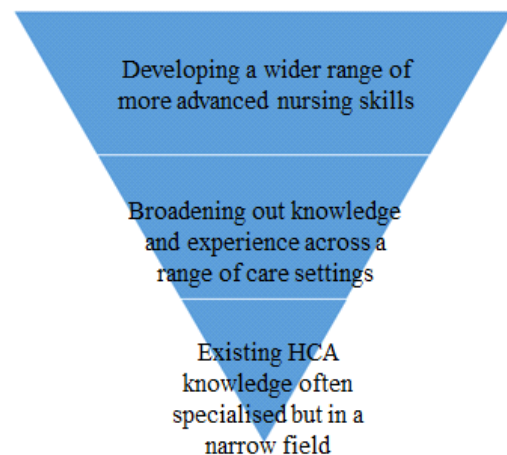 Developing a wider range of
more advanced nursing skills
Broadening out knowledge
and experience across a
range of care settings
Existing HCA
knowledge often
specialised but in a
narrow field